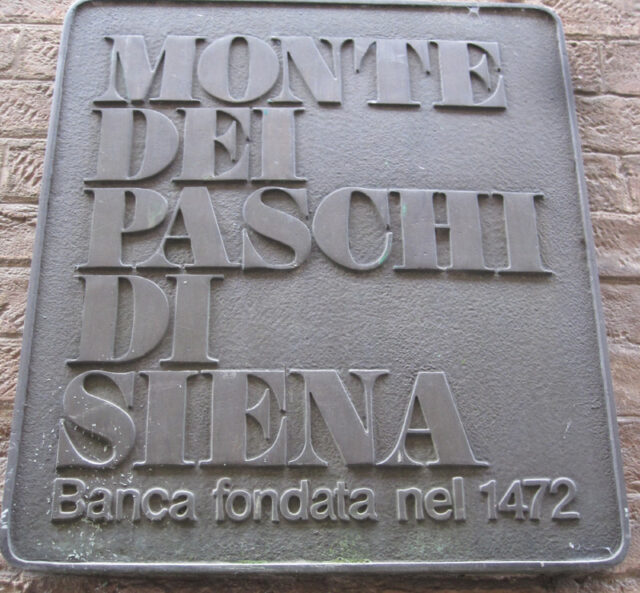 MONTE
DEI
PASCHI
DI
SIENA
Banca fondata nel 1472